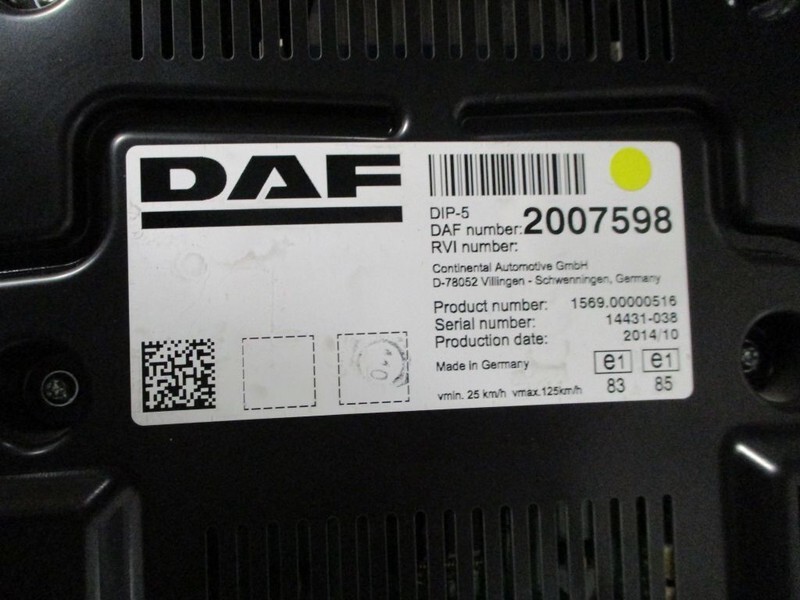 DAF
DIP-5
DAF number: 2007598
RVI number:
Continental Automotive GmbH
D-78052 Villingen - Schwenningen, Germany
Product number: 1569.00000516
Serial number: 14431-038
Production date: 2014/10
Made in Germany e1 e1
83 85
vmin. 25 km/h vmax.125km/h